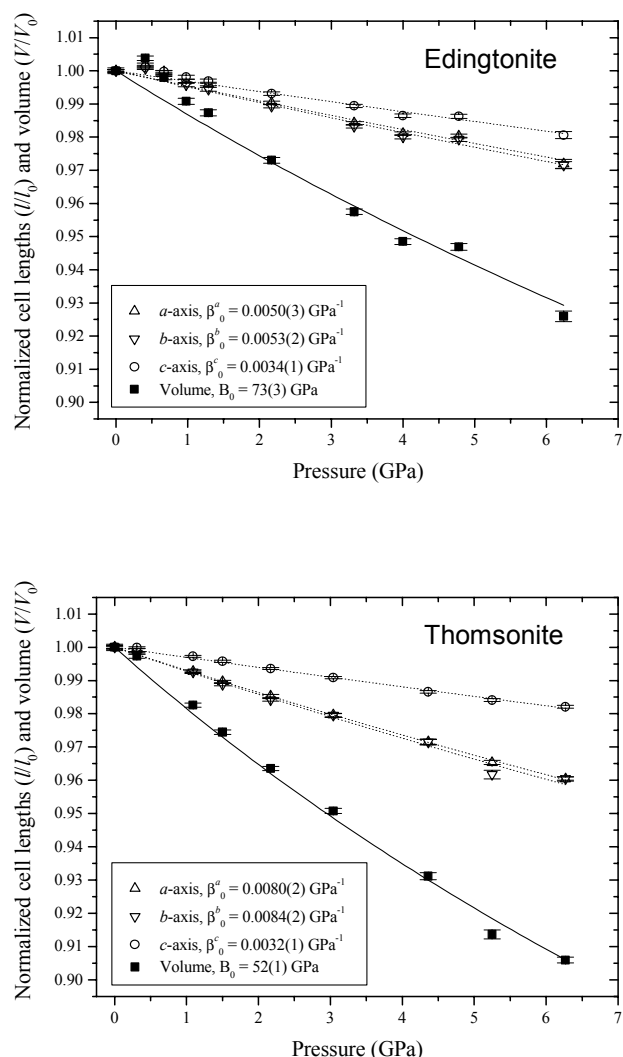 Edingtonite
Normalized cell lengths (l/l₀) and volume (V/V₀)
1.01
1.00
0.99
0.98
0.97
0.96
0.95
0.94
0.93
0.92
0.91
0.90
a-axis, β₀ᵃ = 0.0050(3) GPa⁻¹
b-axis, β₀ᵇ = 0.0053(2) GPa⁻¹
c-axis, β₀ᶜ = 0.0034(1) GPa⁻¹
Volume, B₀ = 73(3) GPa
0 1 2 3 4 5 6 7
Pressure (GPa)
Thomsonite
Normalized cell lengths (l/l₀) and volume (V/V₀)
1.01
1.00
0.99
0.98
0.97
0.96
0.95
0.94
0.93
0.92
0.91
0.90
a-axis, β₀ᵃ = 0.0080(2) GPa⁻¹
b-axis, β₀ᵇ = 0.0084(2) GPa⁻¹
c-axis, β₀ᶜ = 0.0032(1) GPa⁻¹
Volume, B₀ = 52(1) GPa
0 1 2 3 4 5 6 7
Pressure (GPa)